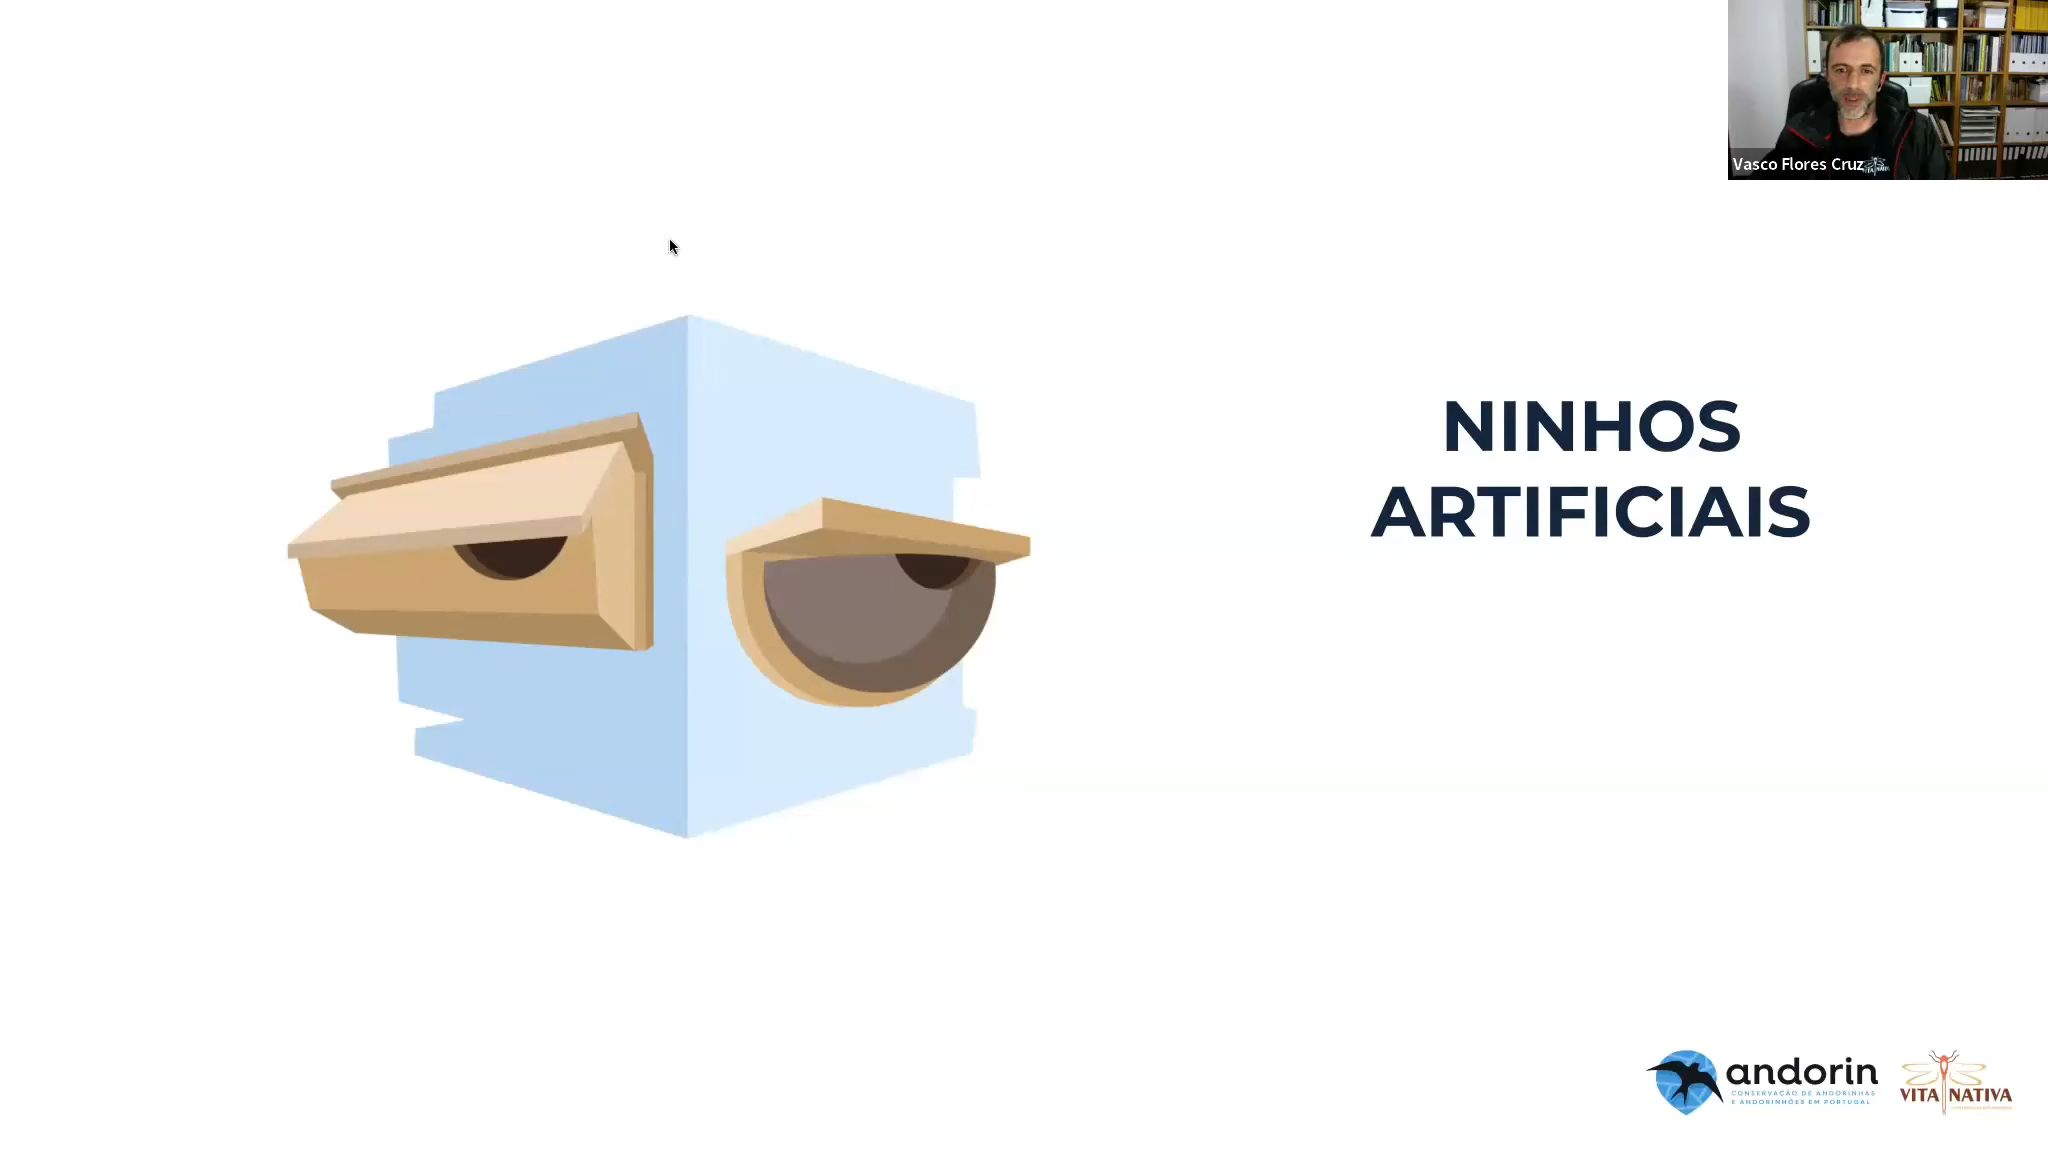 Vasco Flores Cruz
NINHOS
ARTIFICIAIS
andorin
CONSERVAÇÃO DE ANDORINHAS
E ANDORINHÕES EM PORTUGAL
VITA NATIVA